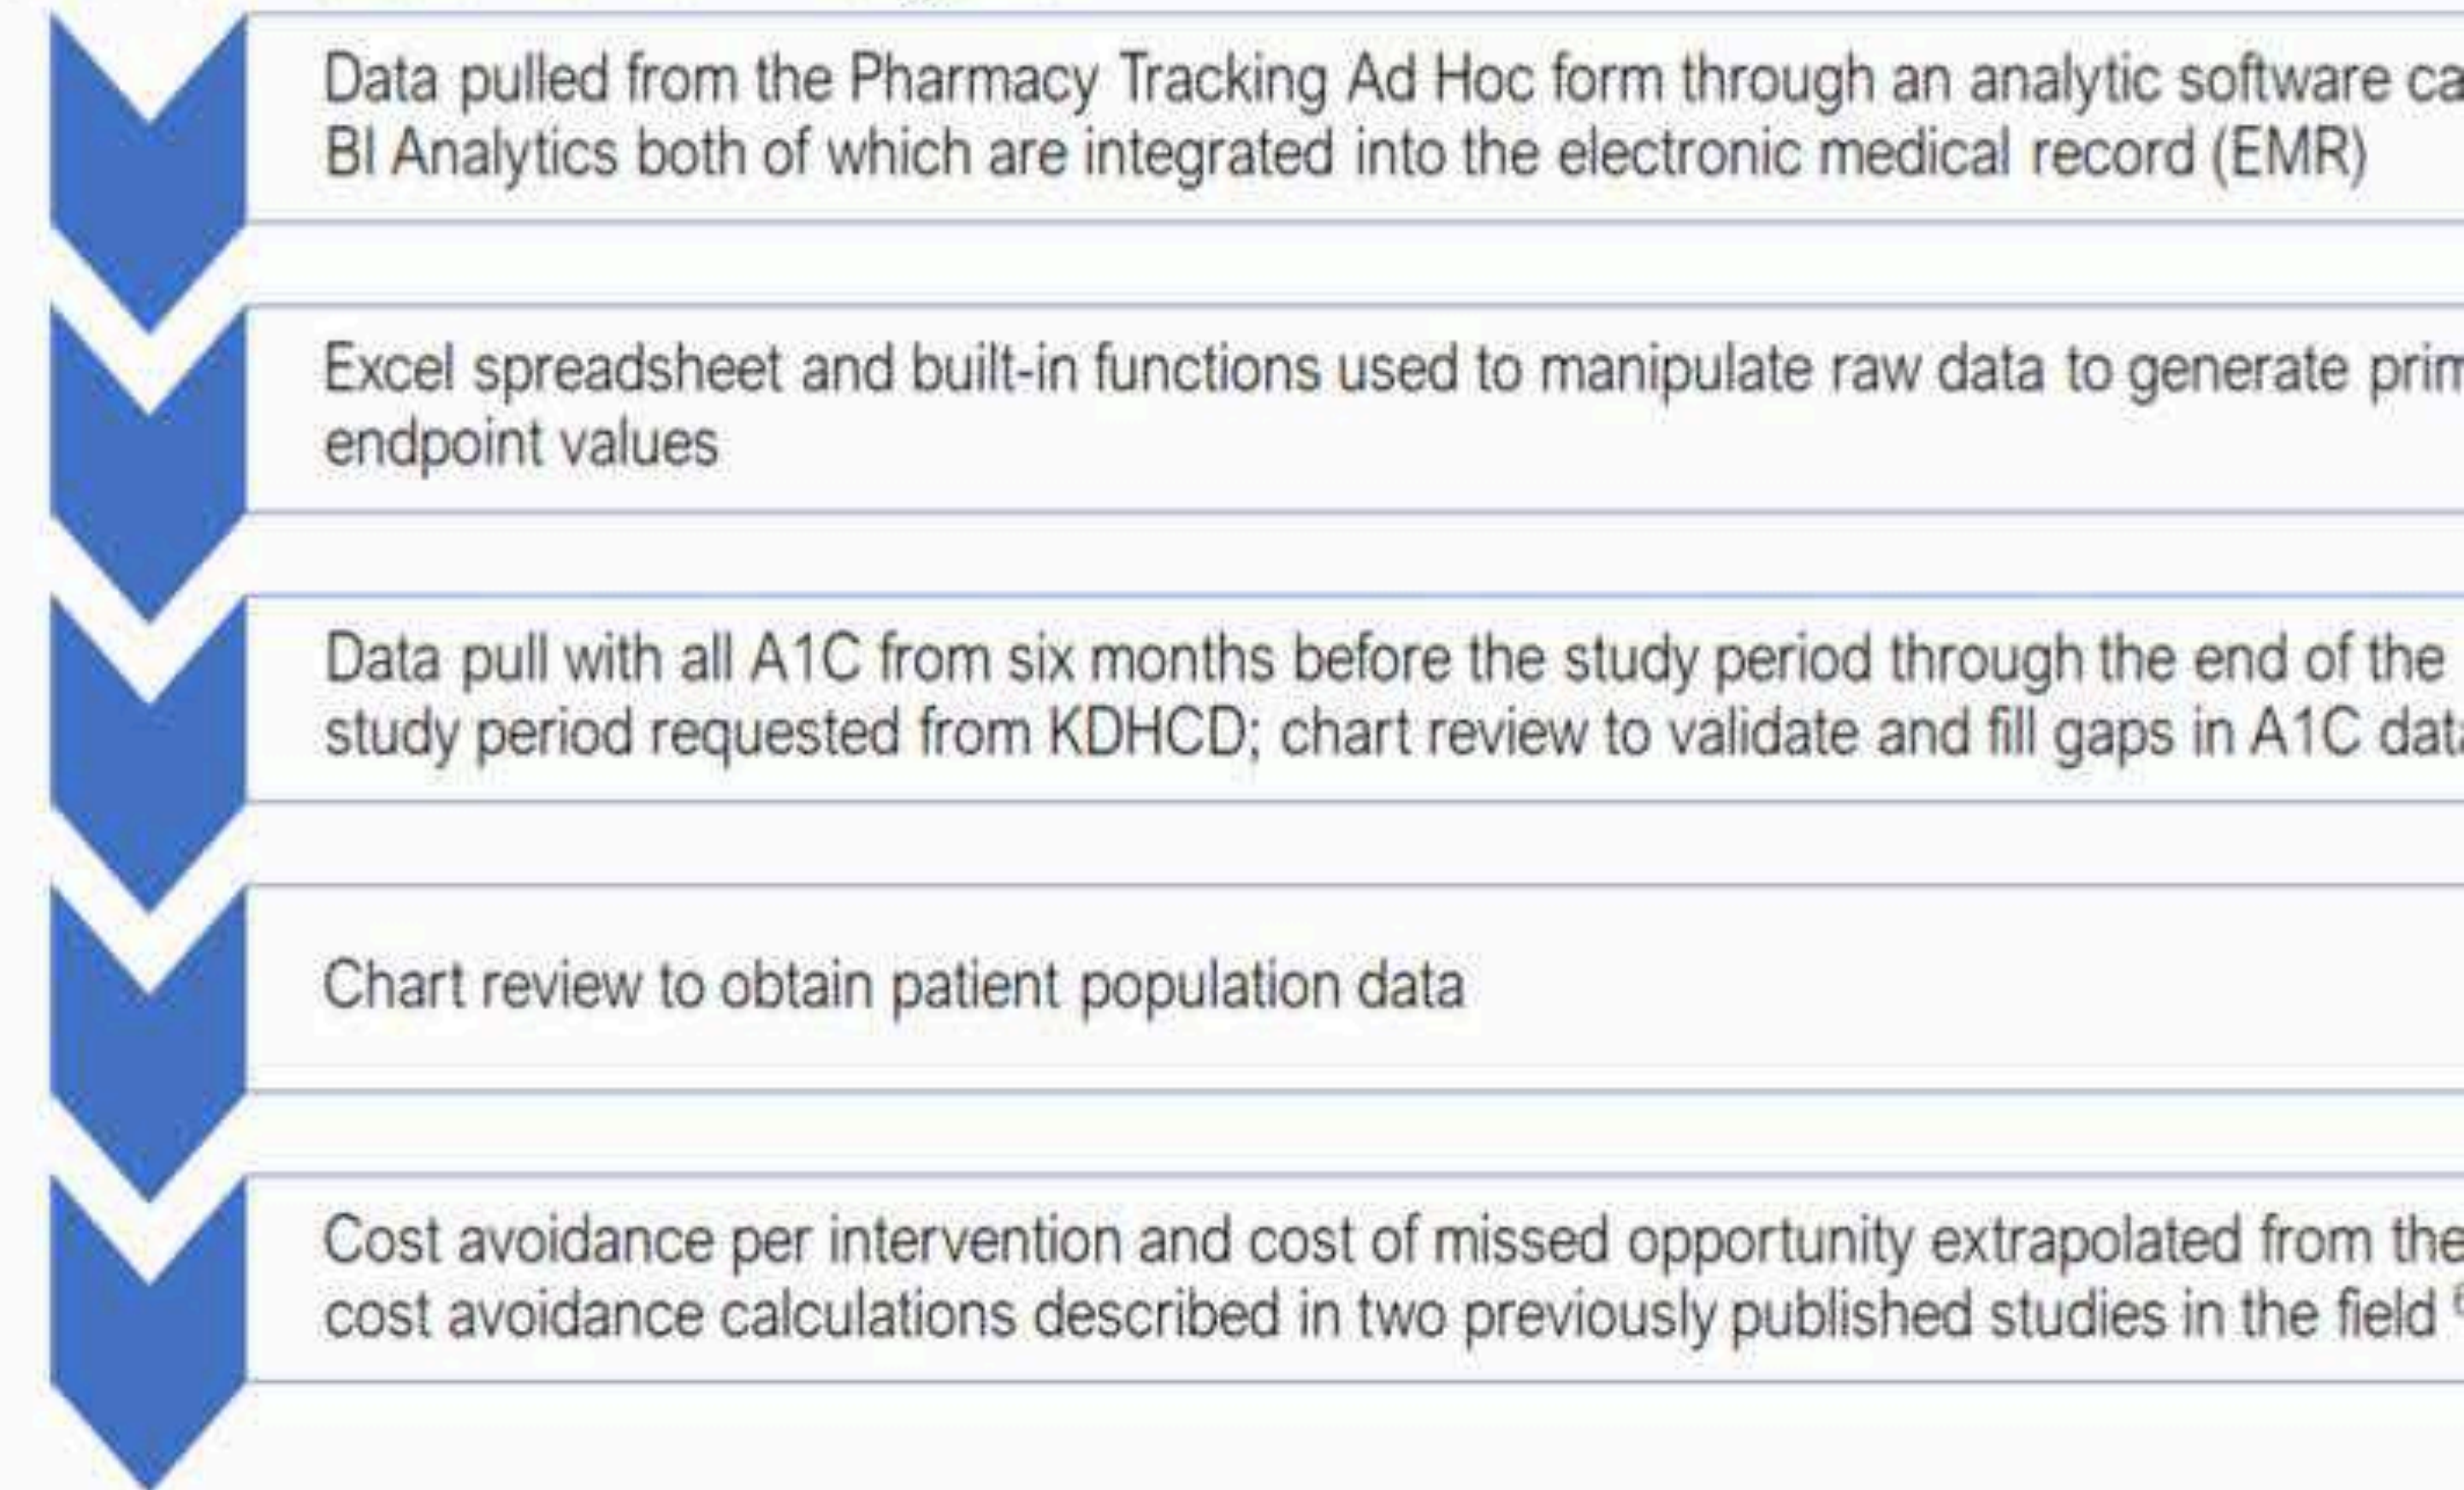 Data pulled from the Pharmacy Tracking Ad Hoc form through an analytic software
BI Analytics both of which are integrated into the electronic medical record (EMR)
Excel spreadsheet and built-in functions used to manipulate raw data to generate
endpoint values
Data pull with all A1C from six months before the study period through the end of the
study period requested from KDHCD; chart review to validate and fill gaps in A1C data
Chart review to obtain patient population data
Cost avoidance per intervention and cost of missed opportunity extrapolated from the
cost avoidance calculations described in two previously published studies in the field